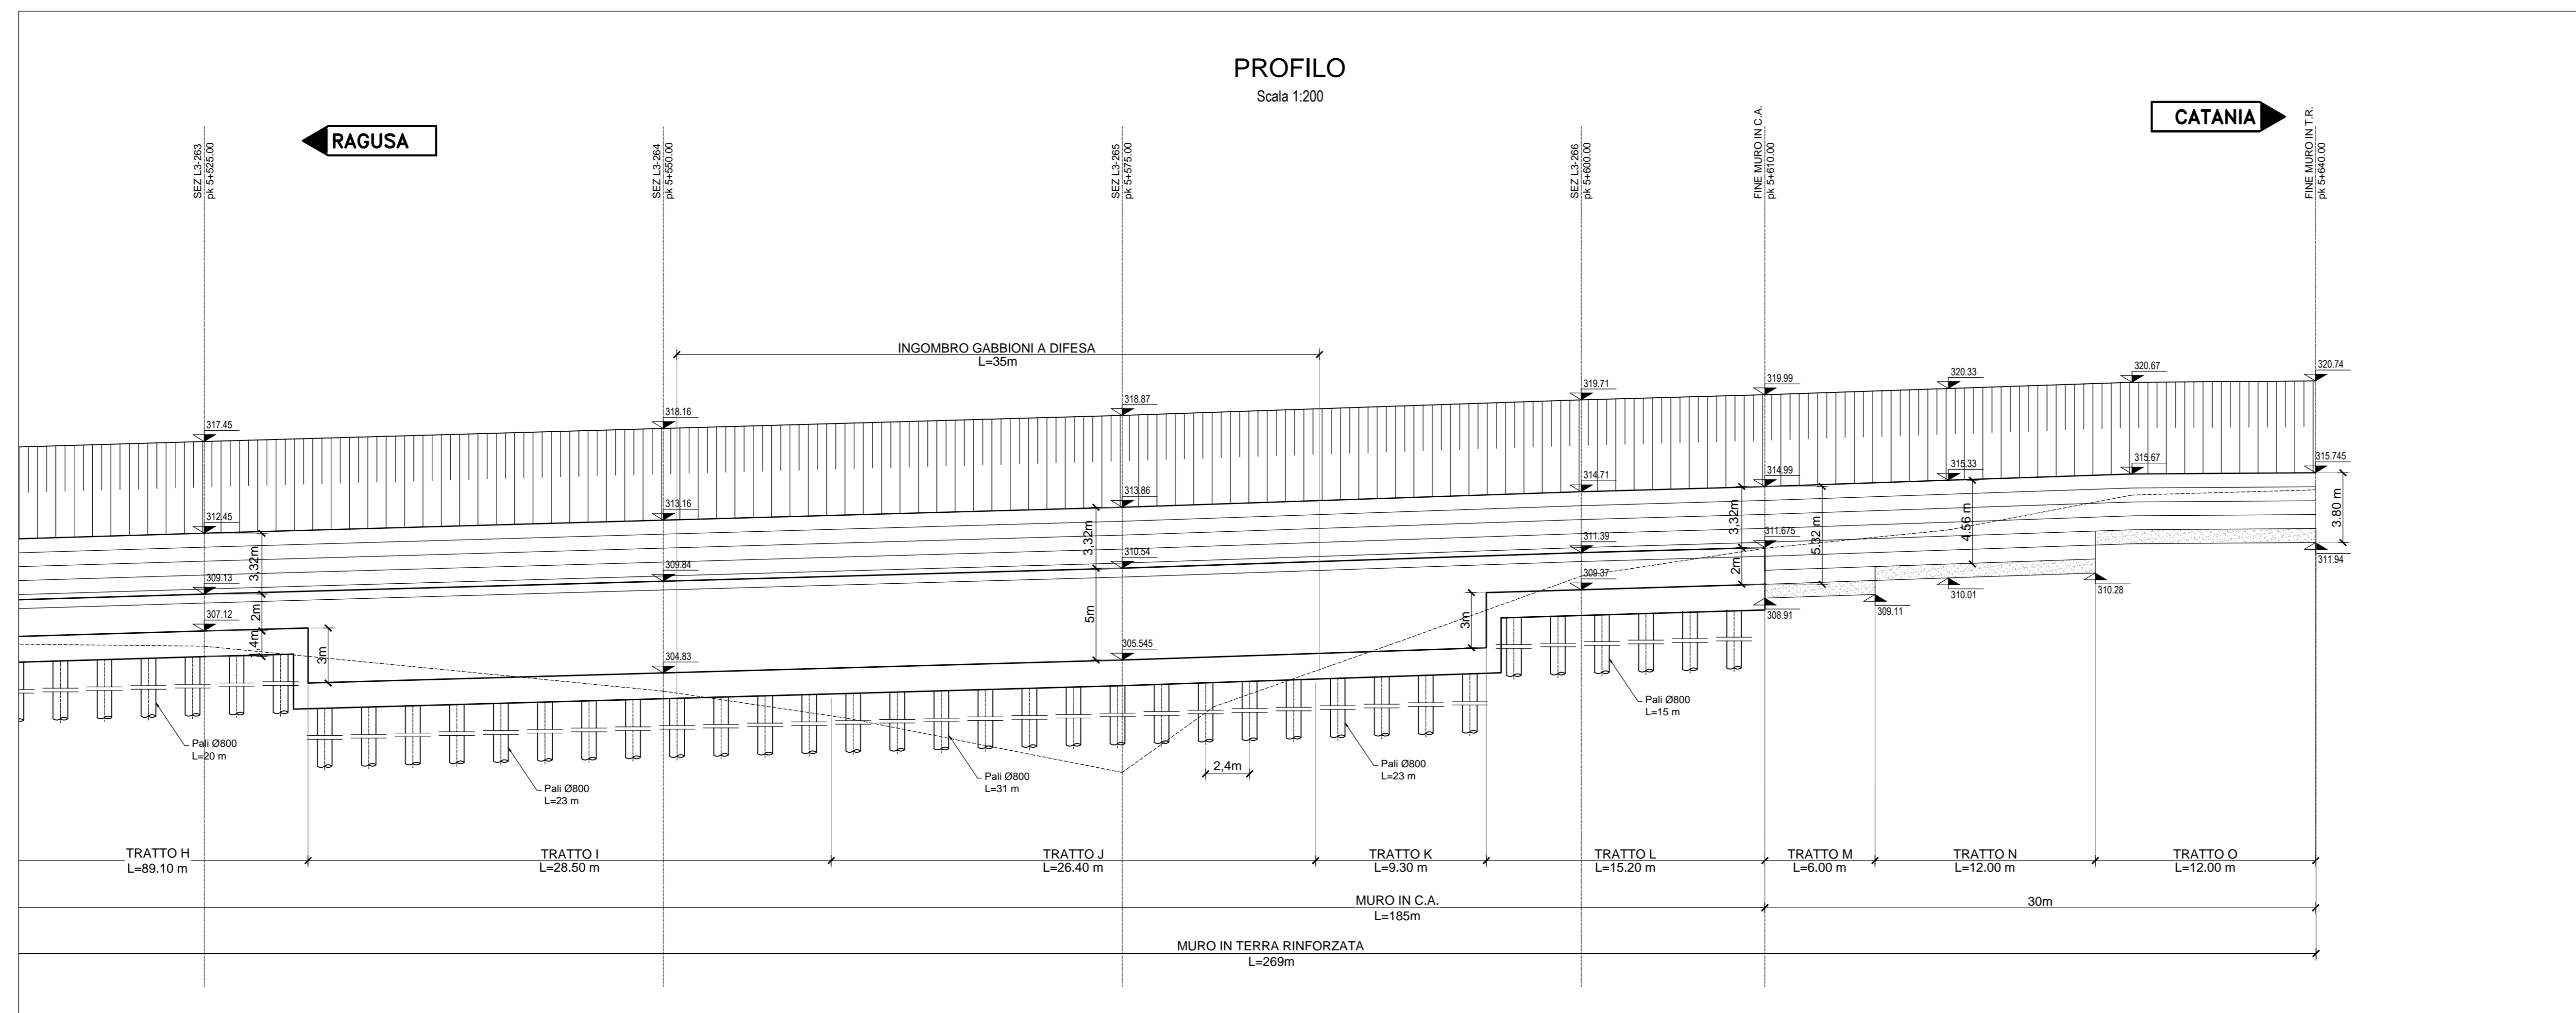 PROFILO
Scala 1:200
RAGUSA
CATANIA
SEZ L3-263
pk 5+525.00
SEZ L3-264
pk 5+550.00
SEZ L3-265
pk 5+575.00
SEZ L3-266
pk 5+600.00
FINE MURO IN C.A.
pk 5+610.00
FINE MURO IN T.R.
pk 5+640.00
INGOMBRO GABBIONI A DIFESA
L=35m
317.45
318.16
318.87
319.71
319.99
320.33
320.67
320.74
312.45
313.16
313.86
314.71
314.99
315.33
315.67
315.745
309.13
309.84
310.54
311.39
311.675
307.12
304.83
305.545
309.37
308.91
309.11
310.01
310.28
311.94
3,32m
2m
1,4m
3m
3,32m
5m
3m
3,32m
2m
5,32 m
4.56 m
3.80 m
2,4m
Pali Ø800
L=20 m
Pali Ø800
L=23 m
Pali Ø800
L=31 m
Pali Ø800
L=23 m
Pali Ø800
L=15 m
TRATTO H
L=89.10 m
TRATTO I
L=28.50 m
TRATTO J
L=26.40 m
TRATTO K
L=9.30 m
TRATTO L
L=15.20 m
TRATTO M
L=6.00 m
TRATTO N
L=12.00 m
TRATTO O
L=12.00 m
MURO IN C.A.
L=185m
30m
MURO IN TERRA RINFORZATA
L=269m